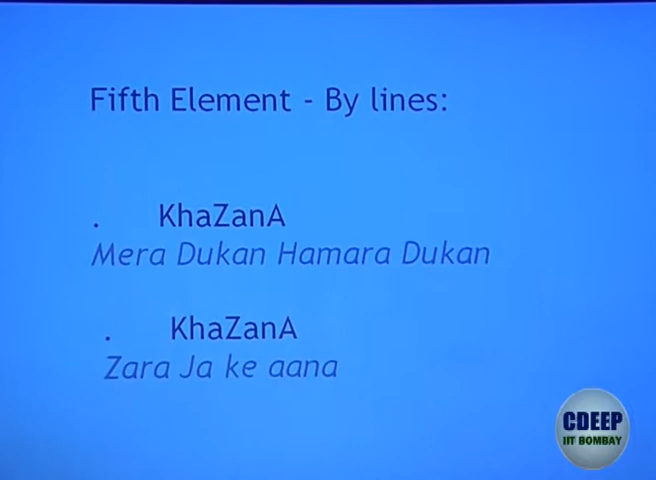 Fifth Element - By lines:
. KhaZanA
Mera Dukan Hamara Dukan
. KhaZanA
Zara Ja ke aana
CDEEP
IIT BOMBAY